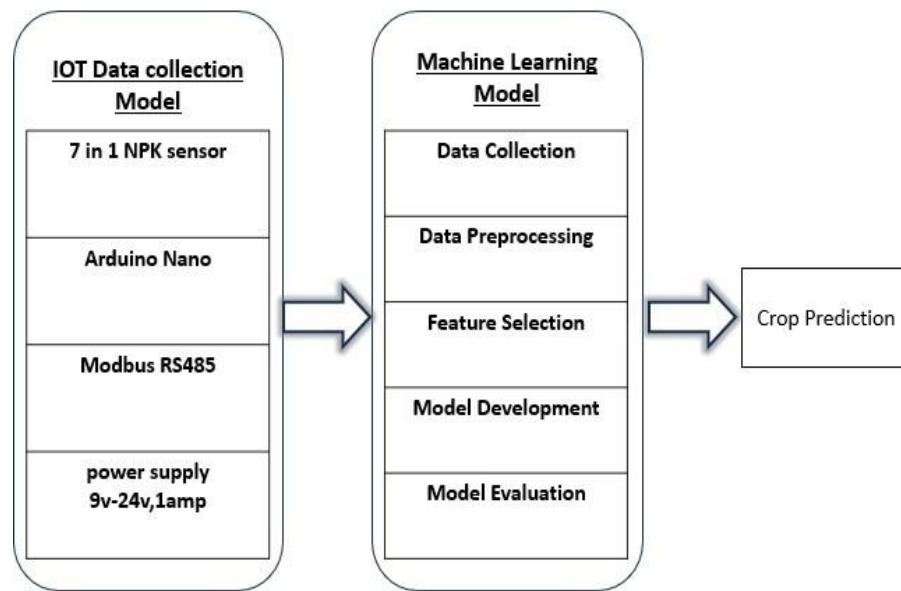 IOT Data collection
Model
7 in 1 NPK sensor
Arduino Nano
Modbus RS485
power supply
9v-24v,1amp
Machine Learning
Model
Data Collection
Data Preprocessing
Feature Selection
Model Development
Model Evaluation
Crop Prediction